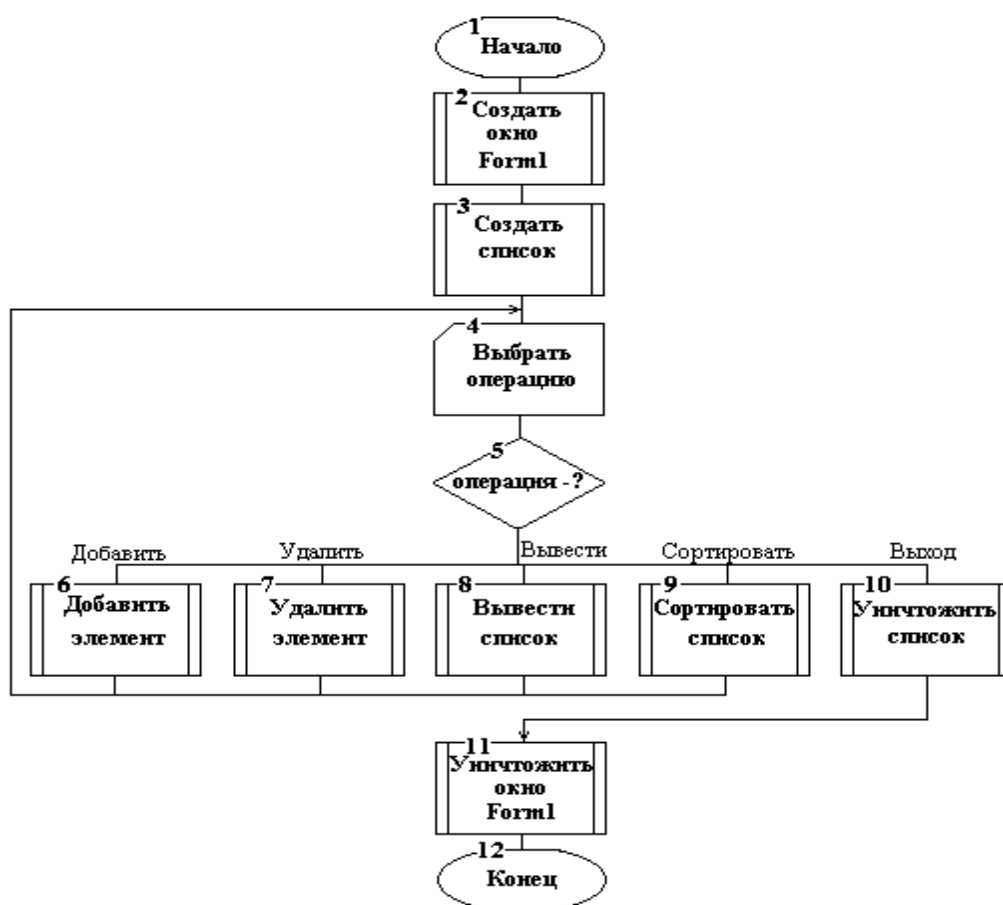 1
Начало
2
Создать
окно
Form1
3
Создать
список
4
Выбрать
операцию
5
операция -?
Добавить
Удалить
Вывести
Сортировать
Выход
6
Добавить
элемент
7
Удалить
элемент
8
Вывести
список
9
Сортировать
список
10
Уничтожить
список
11
Уничтожить
окно
Form1
12
Конец